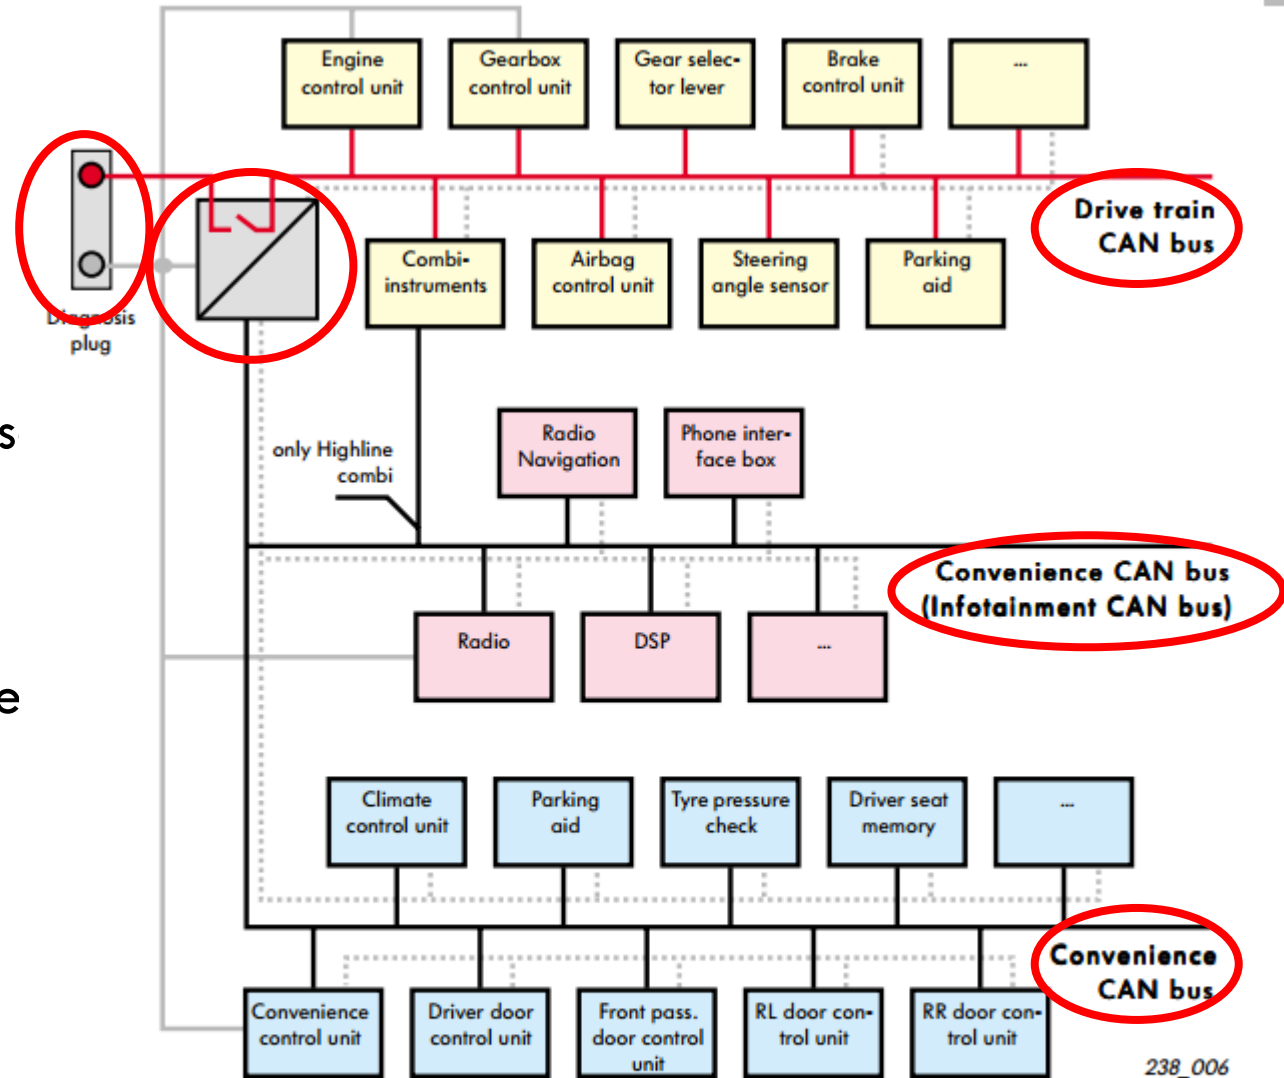 Engine
control unit
Gearbox
control unit
Gear selec-
tor lever
Brake
control unit
...
Drive train
CAN bus
Diagnosis
plug
Combi-
instruments
Airbag
control unit
Steering
angle sensor
Parking
aid
s
only Highline
combi
Radio
Navigation
Phone inter-
face box
Convenience CAN bus
(Infotainment CAN bus)
Radio
DSP
...
e
Climate
control unit
Parking
aid
Tyre pressure
check
Driver seat
memory
...
Convenience
CAN bus
Convenience
control unit
Driver door
control unit
Front pass.
door control
unit
RL door con-
trol unit
RR door con-
trol unit
238_006